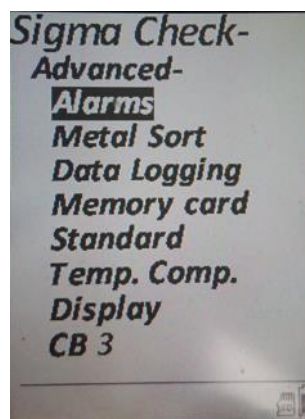 Sigma Check-
Advanced-
Alarms
Metal Sort
Data Logging
Memory card
Standard
Temp. Comp.
Display
CB 3